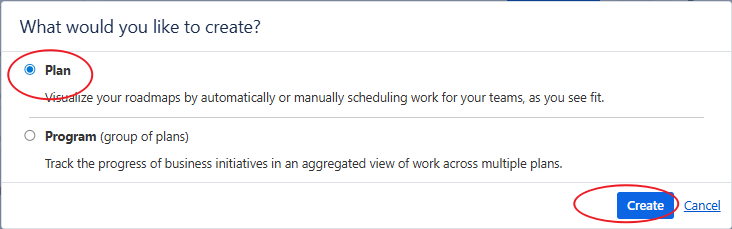 What would you like to create?
Plan
Visualize your roadmaps by automatically or manually scheduling work for your teams, as you see fit.
Program (group of plans)
Track the progress of business initiatives in an aggregated view of work across multiple plans.
Create Cancel